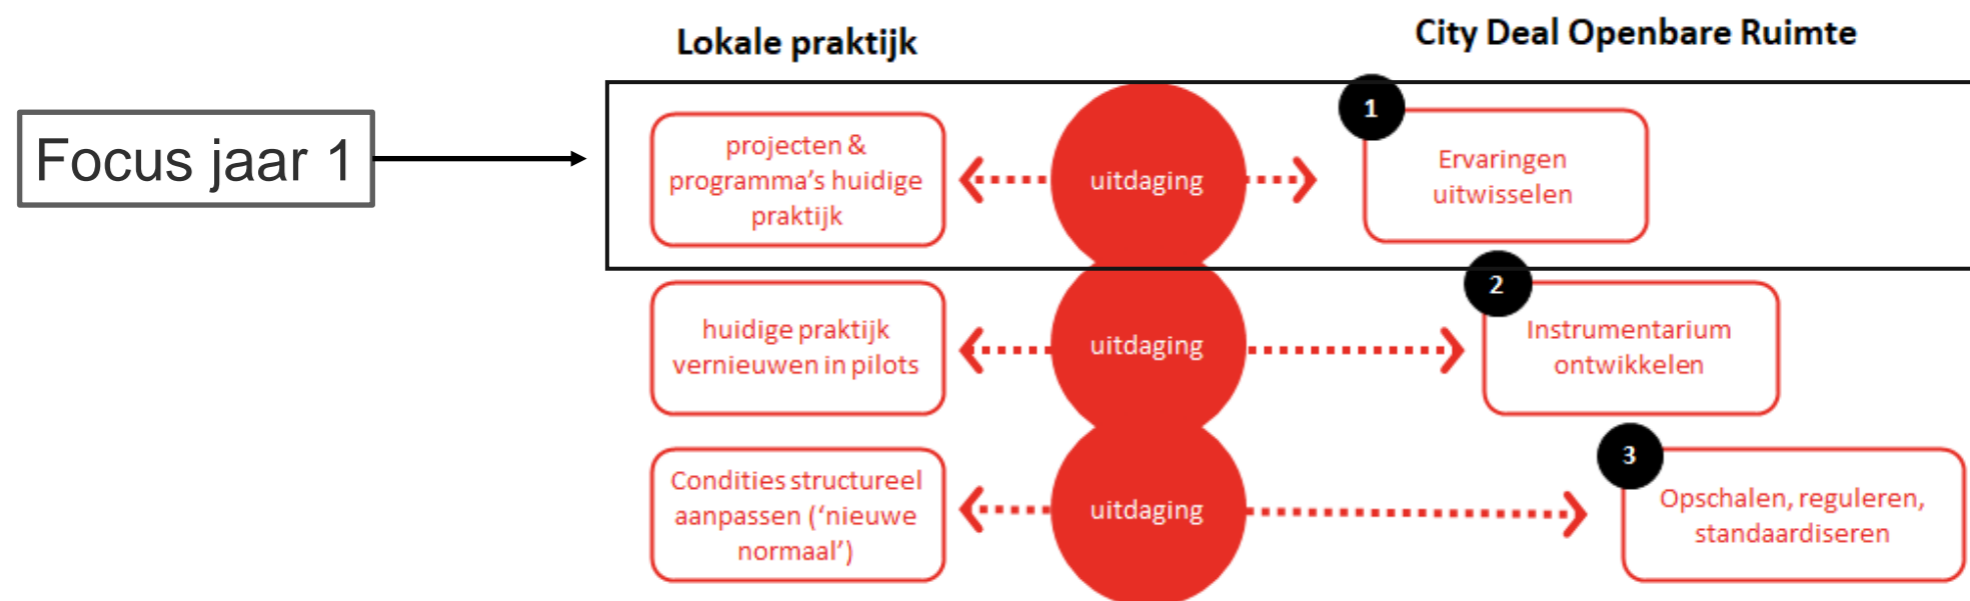 Lokale praktijk
City Deal Openbare Ruimte
Focus jaar 1
projecten &
programma's huidige
praktijk
uitdaging
1
Ervaringen
uitwisselen
huidige praktijk
vernieuwen in pilots
uitdaging
2
Instrumentarium
ontwikkelen
Condities structureel
aanpassen (‘nieuwe
normaal’)
uitdaging
3
Opschalen, reguleren,
standaardiseren